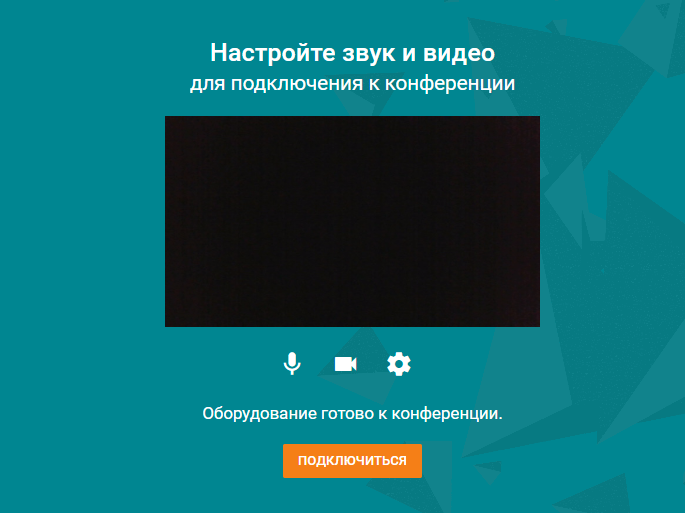 Настройте звук и видео
для подключения к конференции
Оборудование готово к конференции.
ПОДКЛЮЧИТЬСЯ